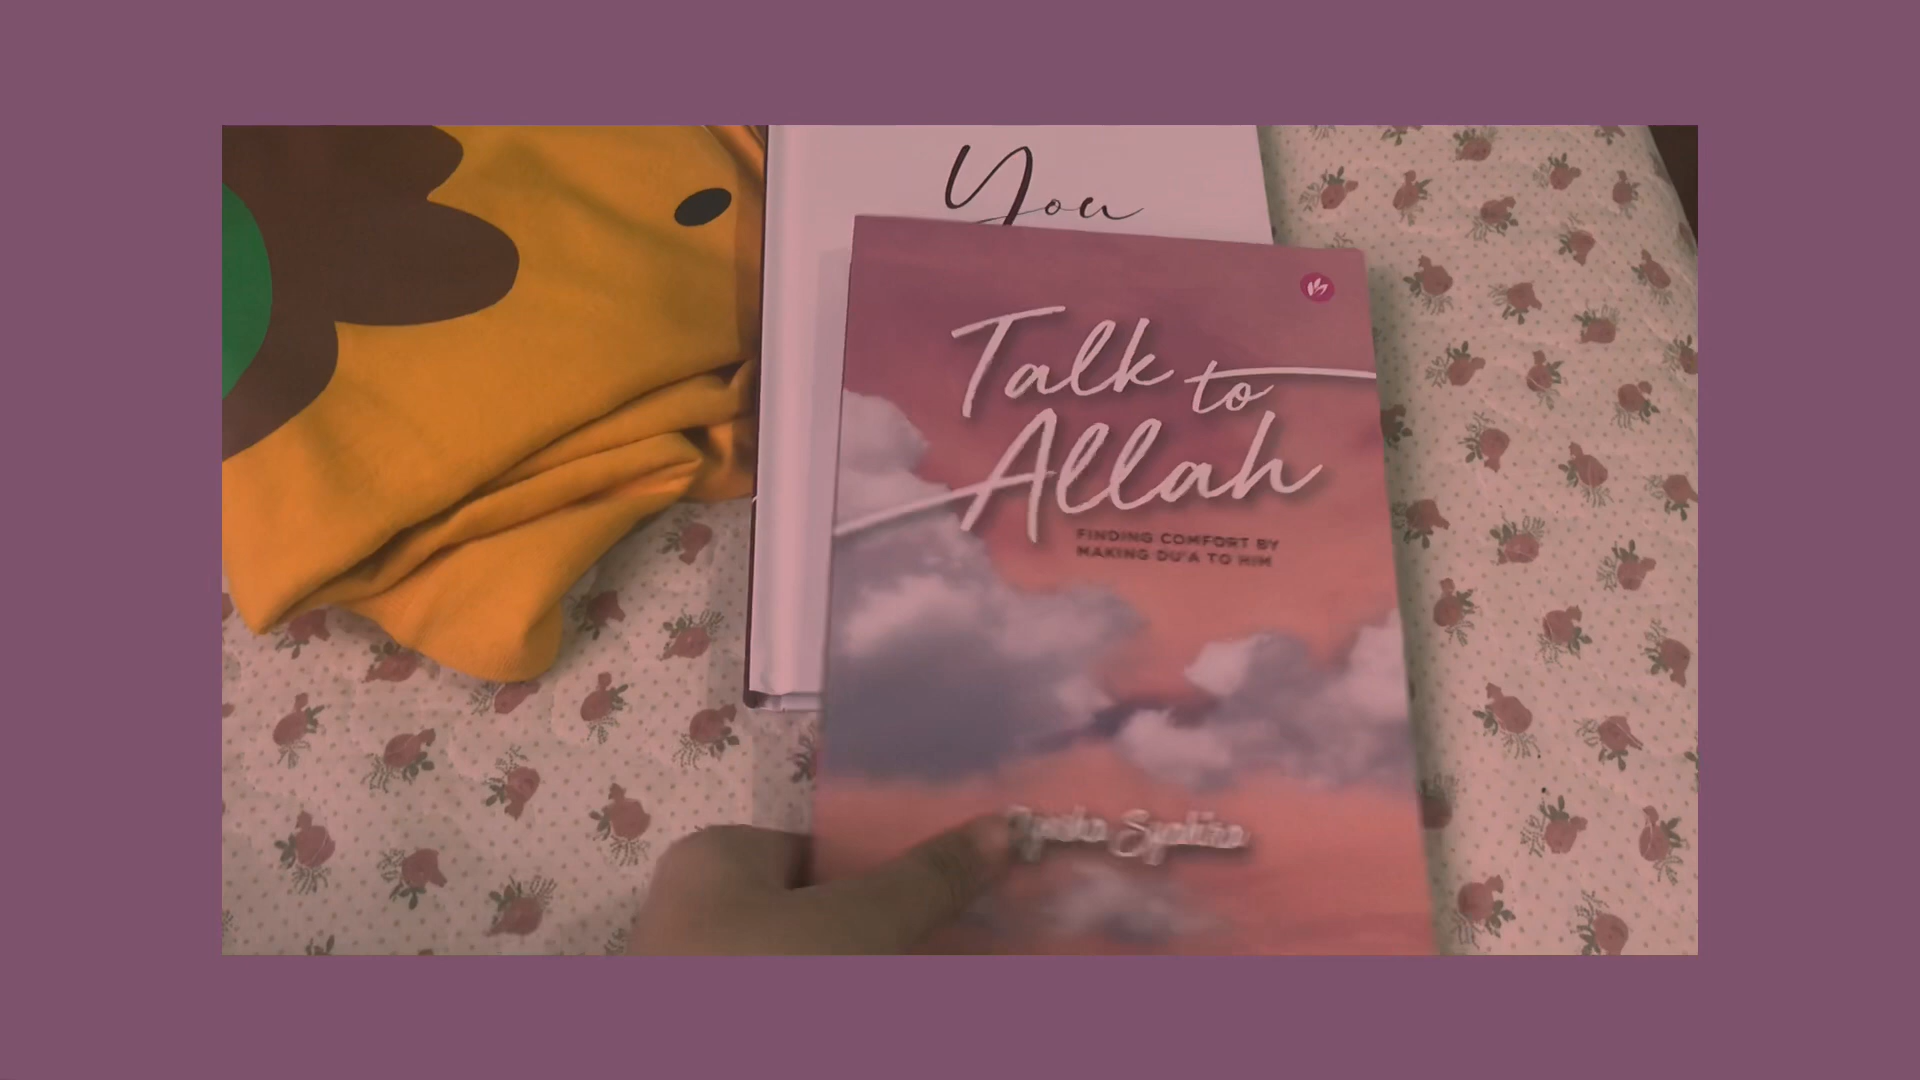 You
Talk to
Allah
FINDING COMFORT BY
MAKING DU'A TO HIM